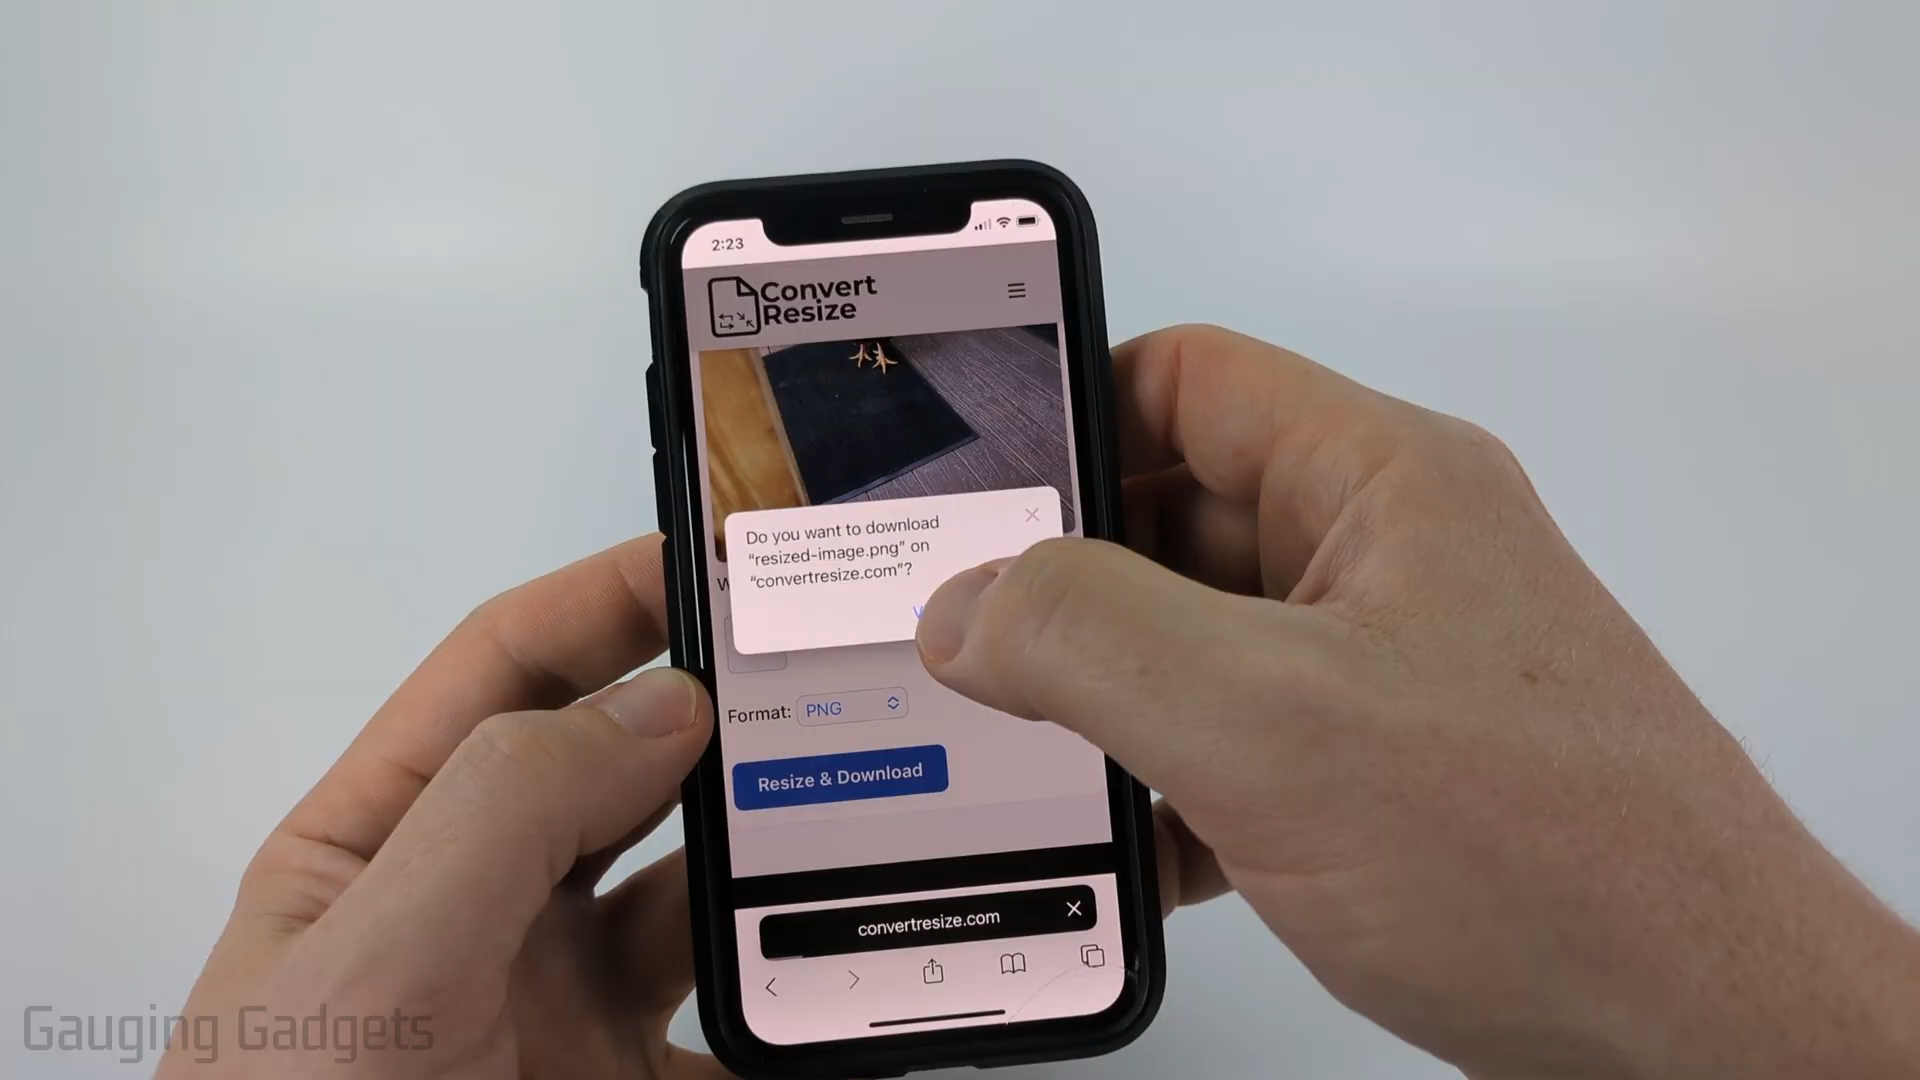 2:23
Convert
Resize
Do you want to download
“resized-image.png” on
“convertresize.com”?
Format: PNG
Resize & Download
convertresize.com
Gauging Gadgets